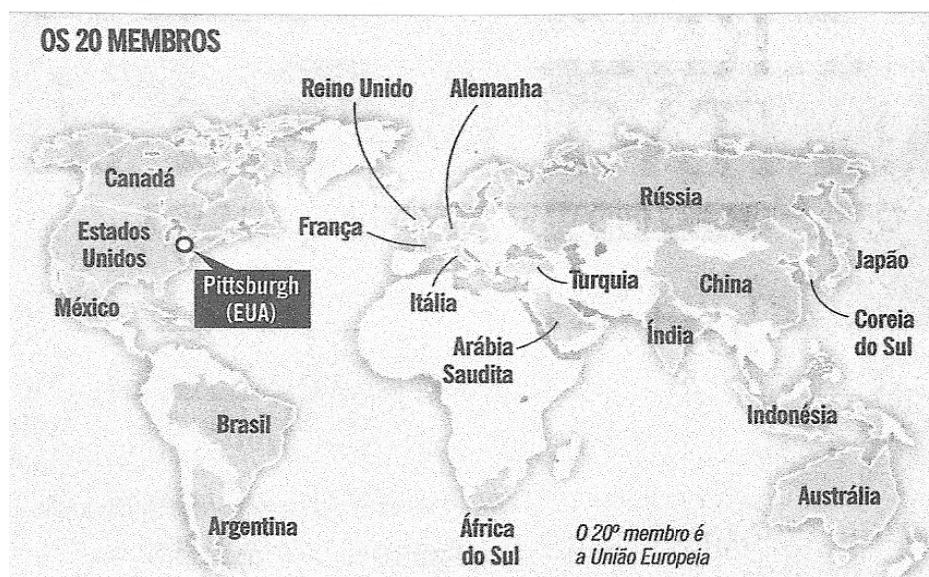 OS 20 MEMBROS
Reino Unido
Alemanha
Canadá
Rússia
Estados
Unidos
França
Pittsburgh
(EUA)
Itália
Turquia
China
Japão
México
Arábia
Saudita
Índia
Coreia
do Sul
Brasil
Indonésia
Austrália
Argentina
África
do Sul
O 20º membro é
a União Europeia